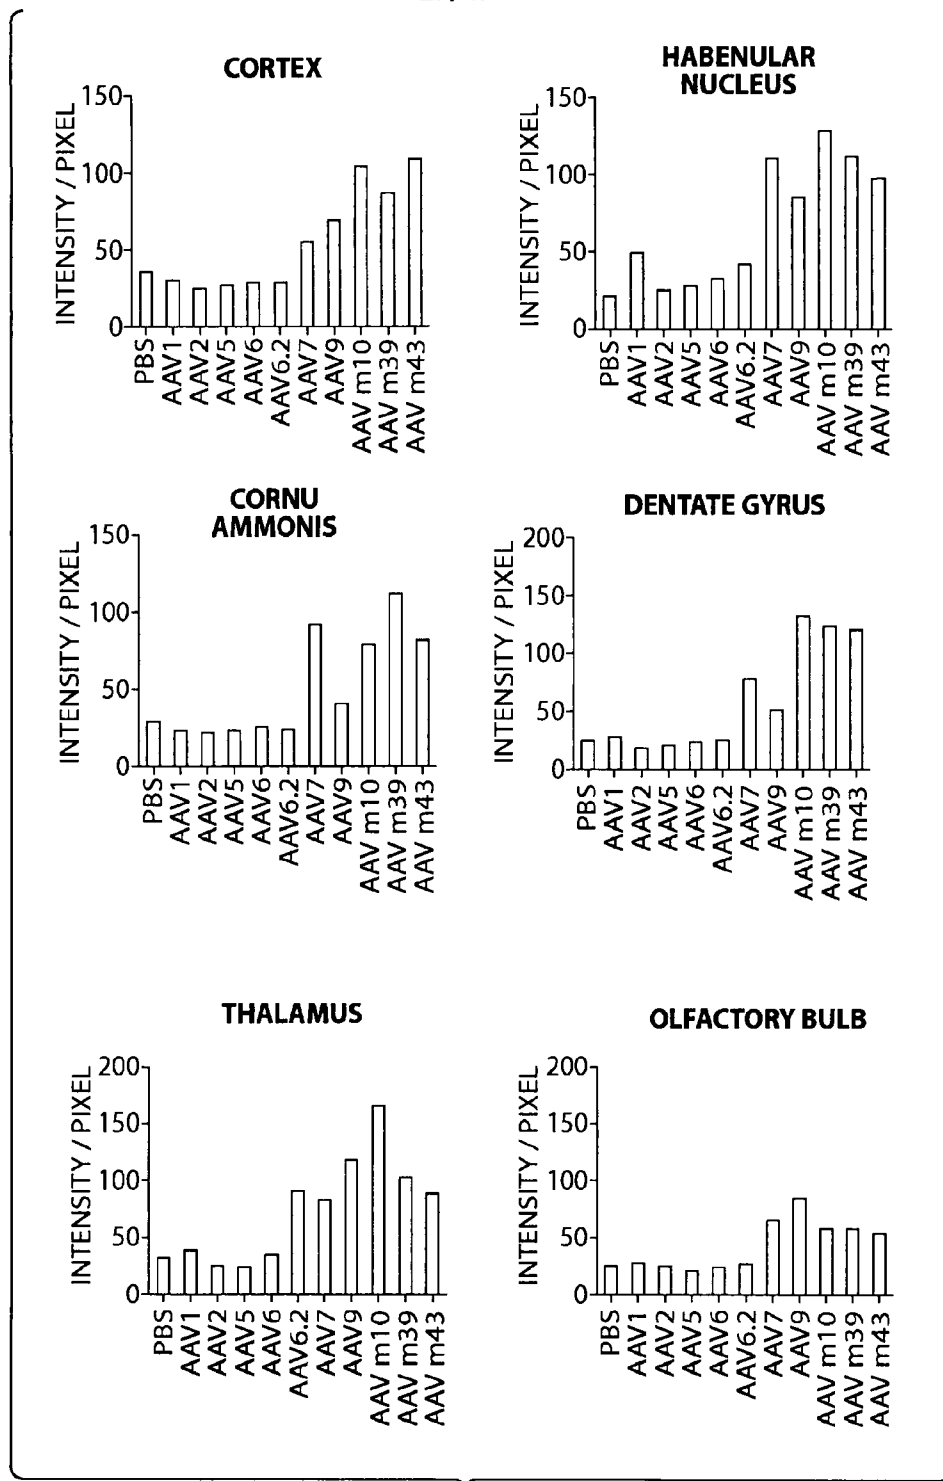 CORTEX
INTENSITY / PIXEL
150
100
50
0
PBS
AAV1
AAV2
AAV5
AAV6
AAV6.2
AAV7
AAV9
AAV m10
AAV m39
AAV m43
HABENULAR
NUCLEUS
INTENSITY / PIXEL
150
100
50
0
PBS
AAV1
AAV2
AAV5
AAV6
AAV6.2
AAV7
AAV9
AAV m10
AAV m39
AAV m43
CORNU
AMMONIS
INTENSITY / PIXEL
150
100
50
0
PBS
AAV1
AAV2
AAV5
AAV6
AAV6.2
AAV7
AAV9
AAV m10
AAV m39
AAV m43
DENTATE GYRUS
INTENSITY / PIXEL
200
150
100
50
0
PBS
AAV1
AAV2
AAV5
AAV6
AAV6.2
AAV7
AAV9
AAV m10
AAV m39
AAV m43
THALAMUS
INTENSITY / PIXEL
200
150
100
50
0
PBS
AAV1
AAV2
AAV5
AAV6
AAV6.2
AAV7
AAV9
AAV m10
AAV m39
AAV m43
OLFACTORY BULB
INTENSITY / PIXEL
200
150
100
50
0
PBS
AAV1
AAV2
AAV5
AAV6
AAV6.2
AAV7
AAV9
AAV m10
AAV m39
AAV m43